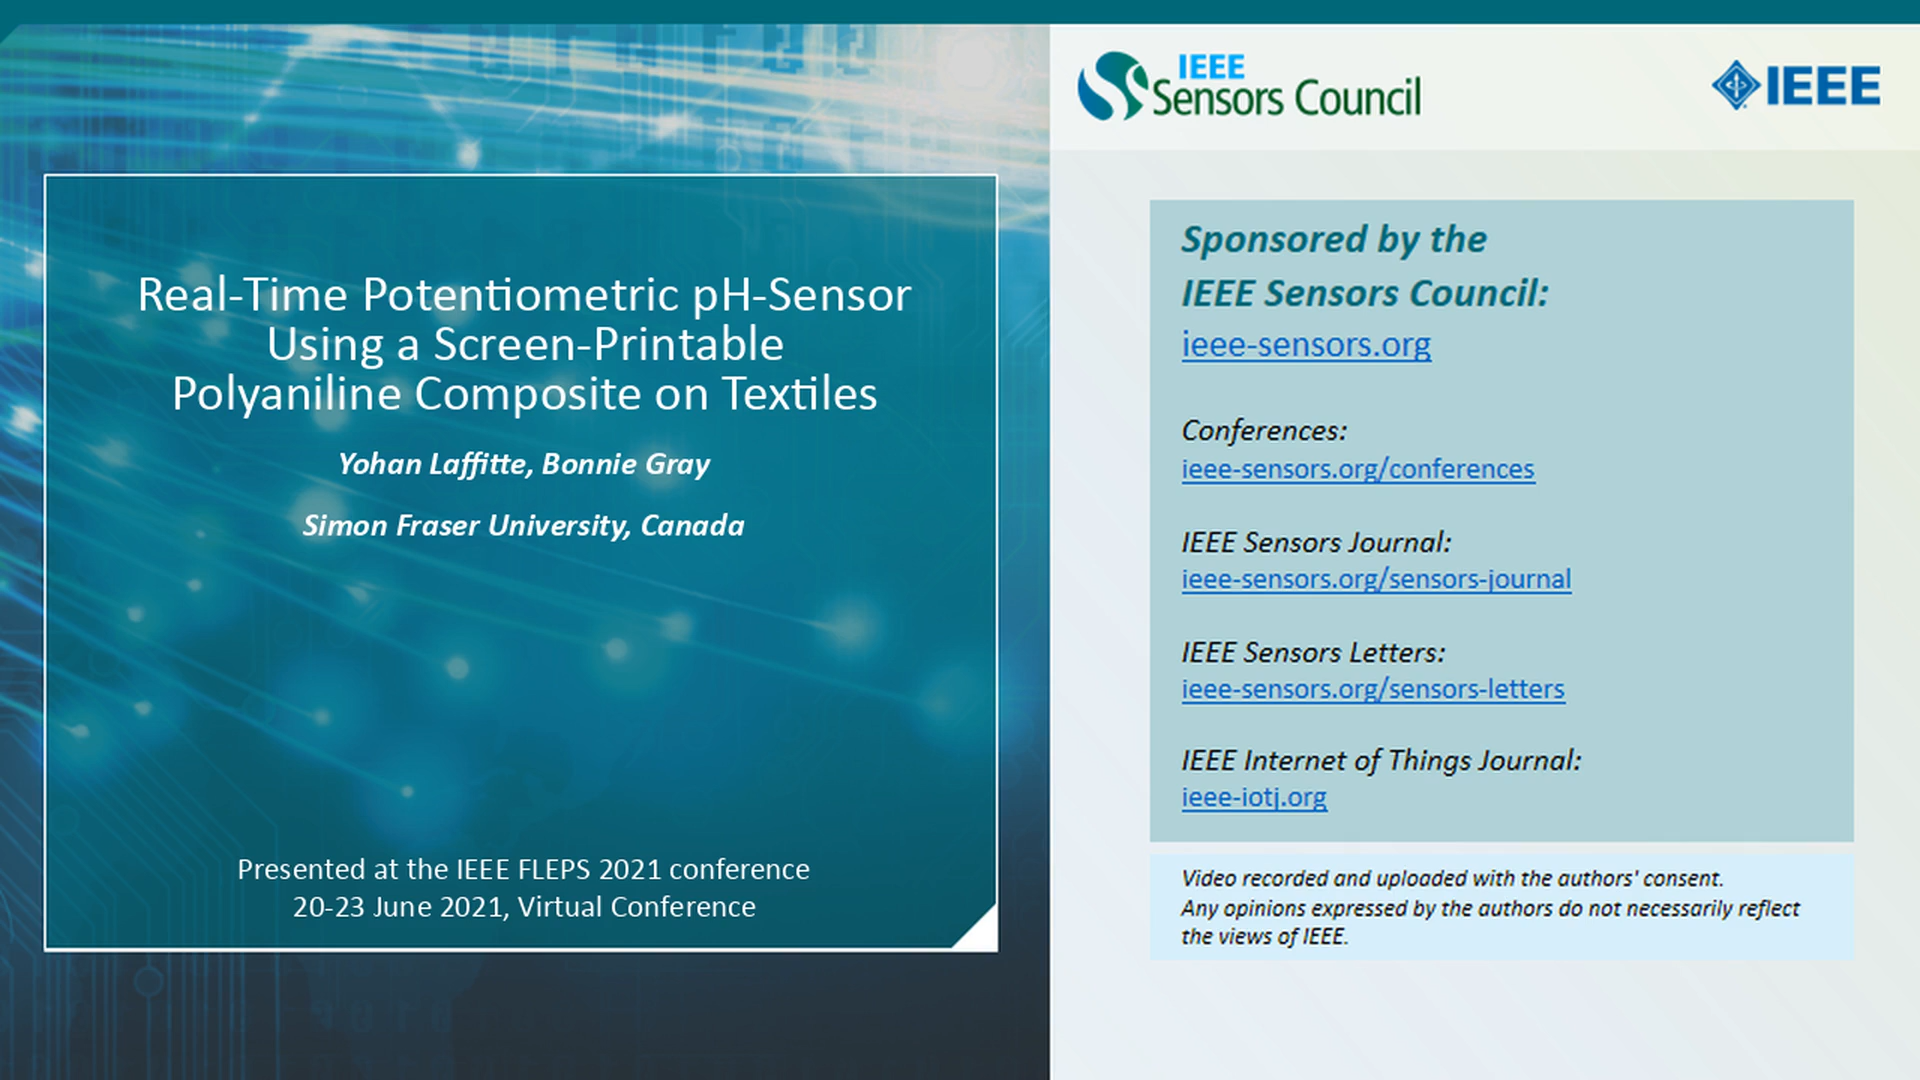 Real-Time Potentiometric pH-Sensor
Using a Screen-Printable
Polyaniline Composite on Textiles
Yohan Laffitte, Bonnie Gray
Simon Fraser University, Canada
Presented at the IEEE FLEPS 2021 conference
20-23 June 2021, Virtual Conference
IEEE
Sensors Council
IEEE
Sponsored by the
IEEE Sensors Council:
ieee-sensors.org
Conferences:
ieee-sensors.org/conferences
IEEE Sensors Journal:
ieee-sensors.org/sensors-journal
IEEE Sensors Letters:
ieee-sensors.org/sensors-letters
IEEE Internet of Things Journal:
ieee-iotj.org
Video recorded and uploaded with the authors' consent.
Any opinions expressed by the authors do not necessarily reflect
the views of IEEE.